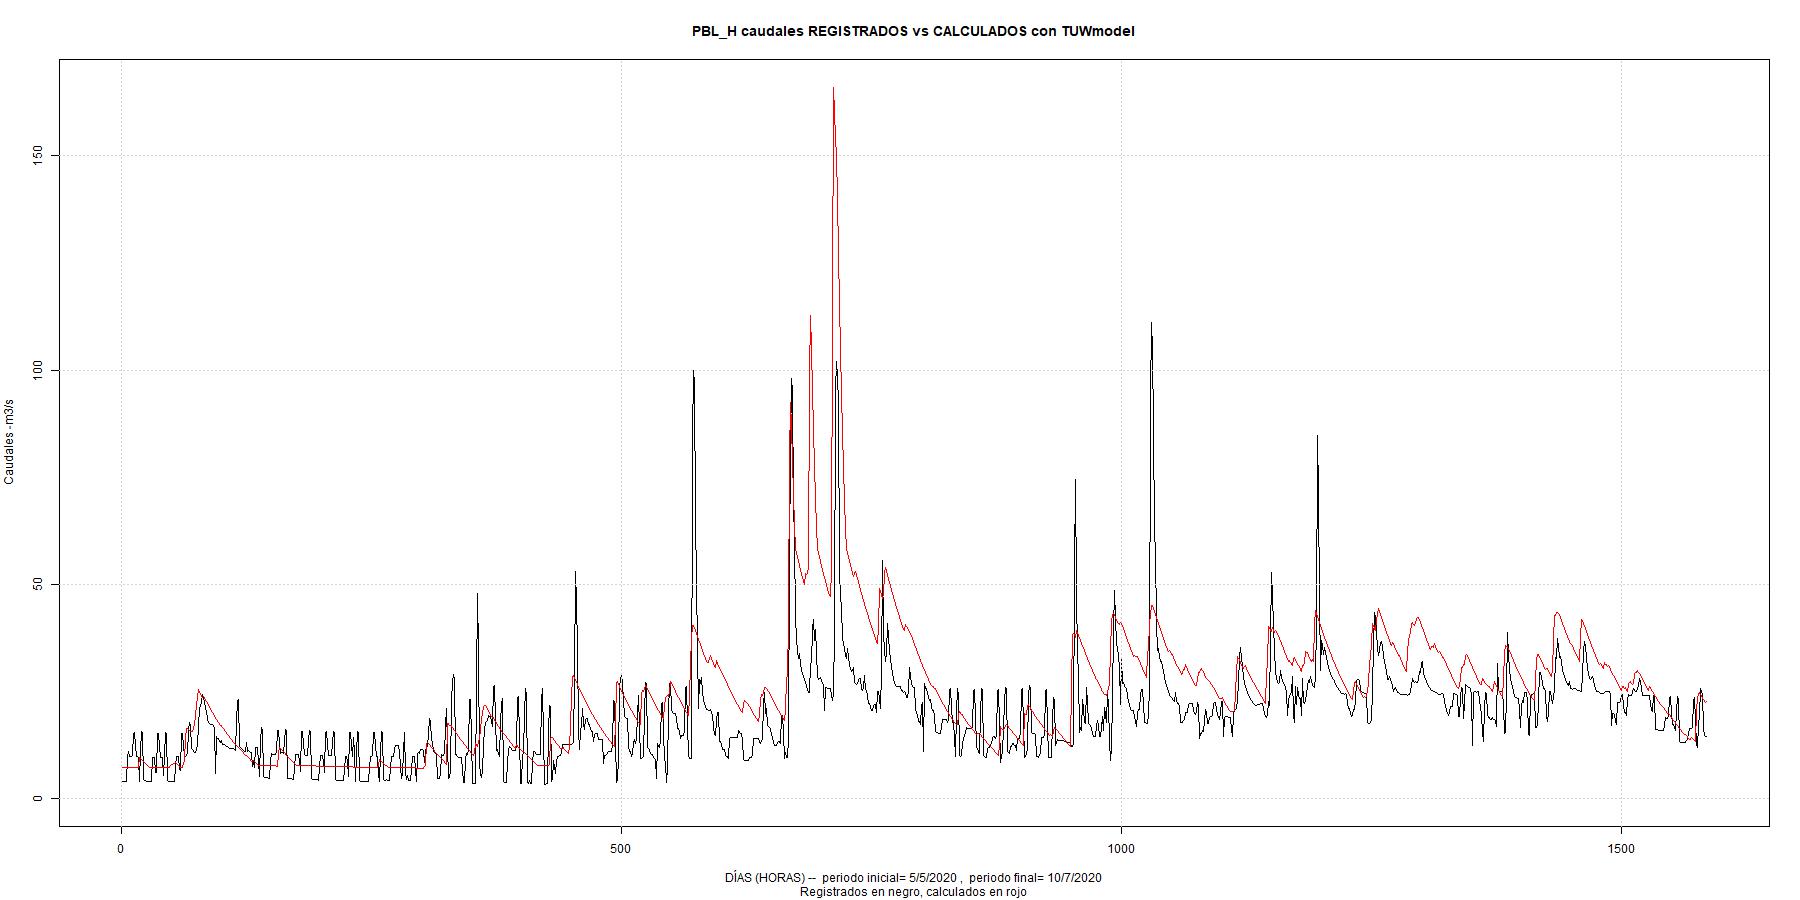 PBL_H caudales REGISTRADOS vs CALCULADOS con TUWmodel
150
100
50
0
Caudales -m3/s
0 500 1000 1500
DÍAS (HORAS) -- periodo inicial= 5/5/2020 , periodo final= 10/7/2020
Registrados en negro, calculados en rojo